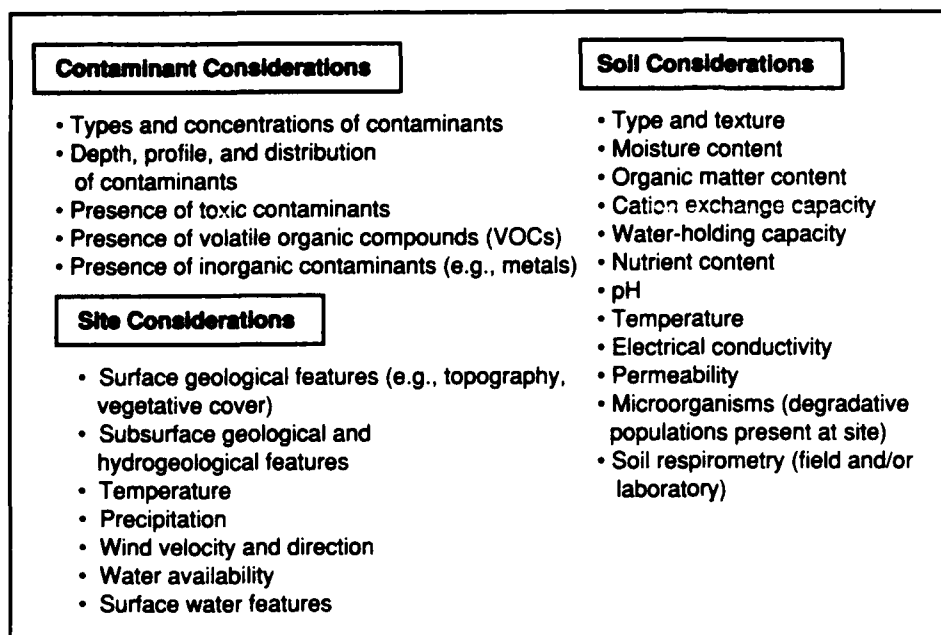 Contaminant Considerations
• Types and concentrations of contaminants
• Depth, profile, and distribution
of contaminants
• Presence of toxic contaminants
• Presence of volatile organic compounds (VOCs)
• Presence of inorganic contaminants (e.g., metals)
Site Considerations
• Surface geological features (e.g., topography,
vegetative cover)
• Subsurface geological and
hydrogeological features
• Temperature
• Precipitation
• Wind velocity and direction
• Water availability
• Surface water features
Soil Considerations
• Type and texture
• Moisture content
• Organic matter content
• Cation exchange capacity
• Water-holding capacity
• Nutrient content
• pH
• Temperature
• Electrical conductivity
• Permeability
• Microorganisms (degradative
populations present at site)
• Soil respirometry (field and/or
laboratory)